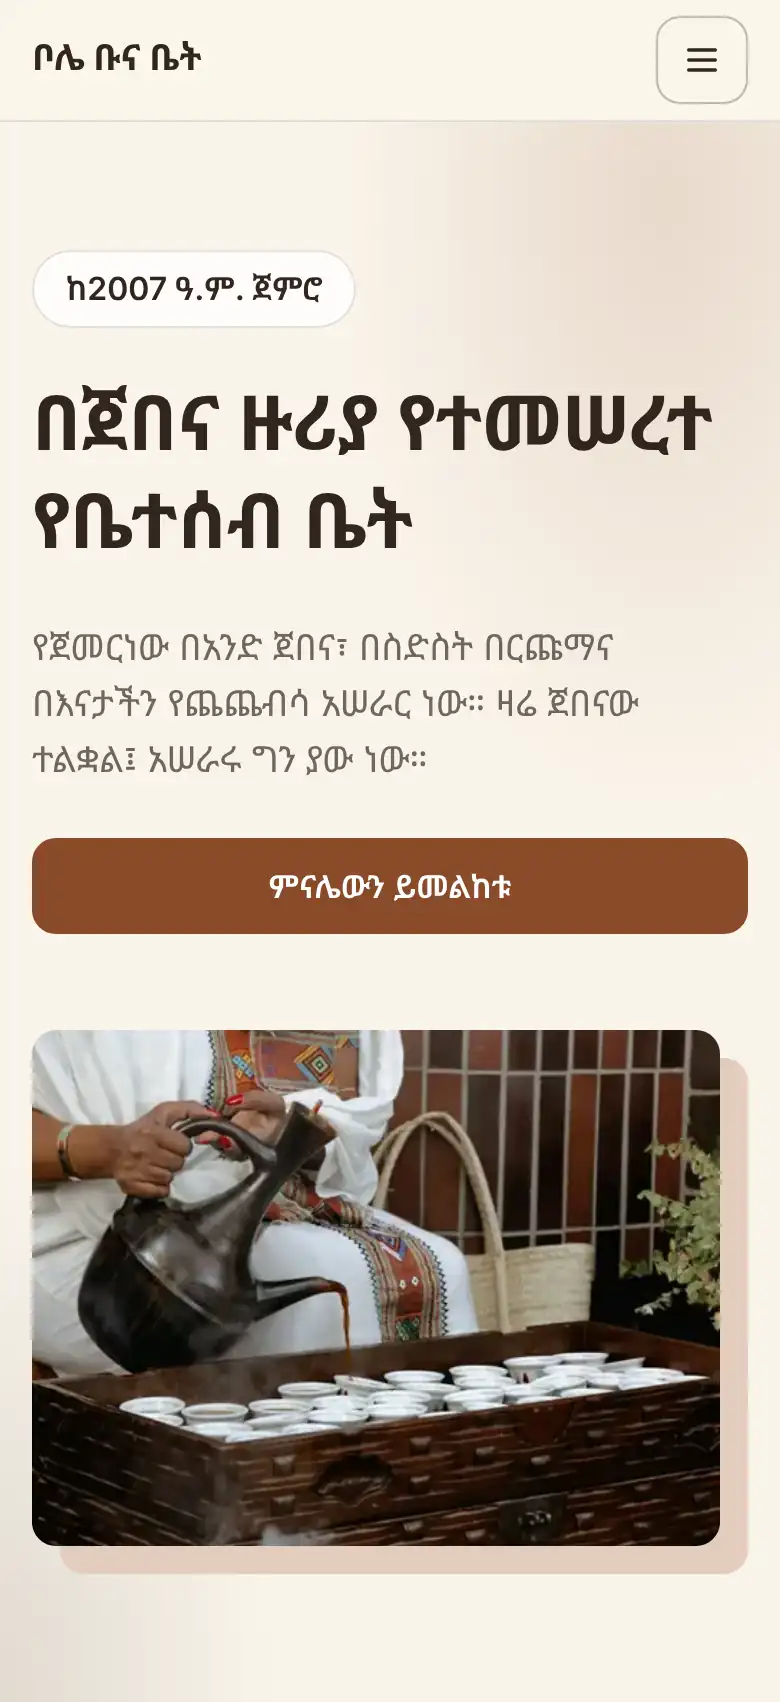 ቦሌ ቡና ቤት
ከ2007 ዓ.ም. ጀምሮ
በጀበና ዙሪያ የተመሠረተ
የቤተሰብ ቤት
የጀመርነው በአንድ ጀበና፣ በስድስት በርጩማና
በእናታችን የጨጨብሳ አሠራር ነው። ዛሬ ጀበናው
ተልቋል፤ አሠራሩ ግን ያው ነው።
ምናሌውን ይመልከቱ